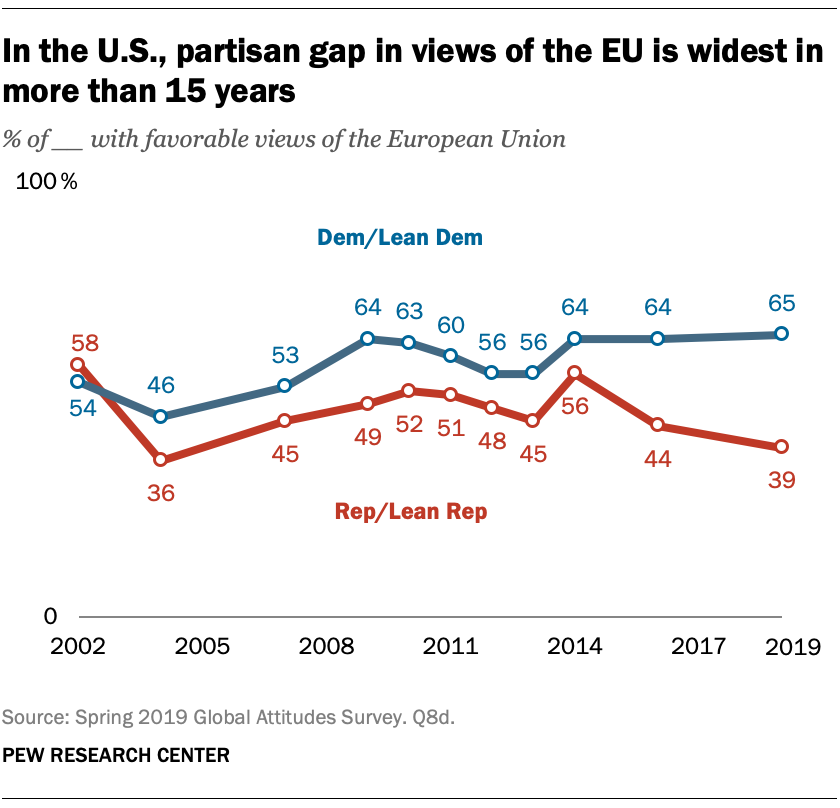 In the U.S., partisan gap in views of the EU is widest in
more than 15 years
% of __ with favorable views of the European Union
100%
Dem/Lean Dem
64 63 60 56 56 64 64 65
58 53
54 46
36 45 49 52 51 48 45 56 44 39
Rep/Lean Rep
0
2002 2005 2008 2011 2014 2017 2019
Source: Spring 2019 Global Attitudes Survey. Q8d.
PEW RESEARCH CENTER